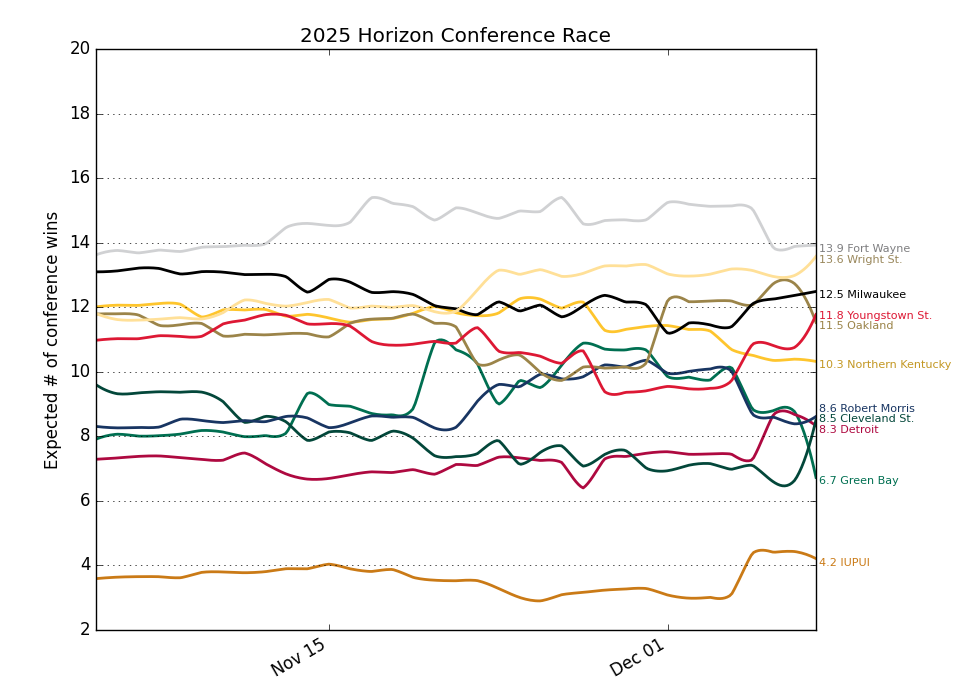 2025 Horizon Conference Race
Expected # of conference wins
20
18
16
14
12
10
8
6
4
2
Nov 15
Dec 01
13.9 Fort Wayne
13.6 Wright St.
12.5 Milwaukee
11.8 Youngstown St.
11.5 Oakland
10.3 Northern Kentucky
8.6 Robert Morris
8.5 Cleveland St.
8.3 Detroit
6.7 Green Bay
4.2 IUPUI